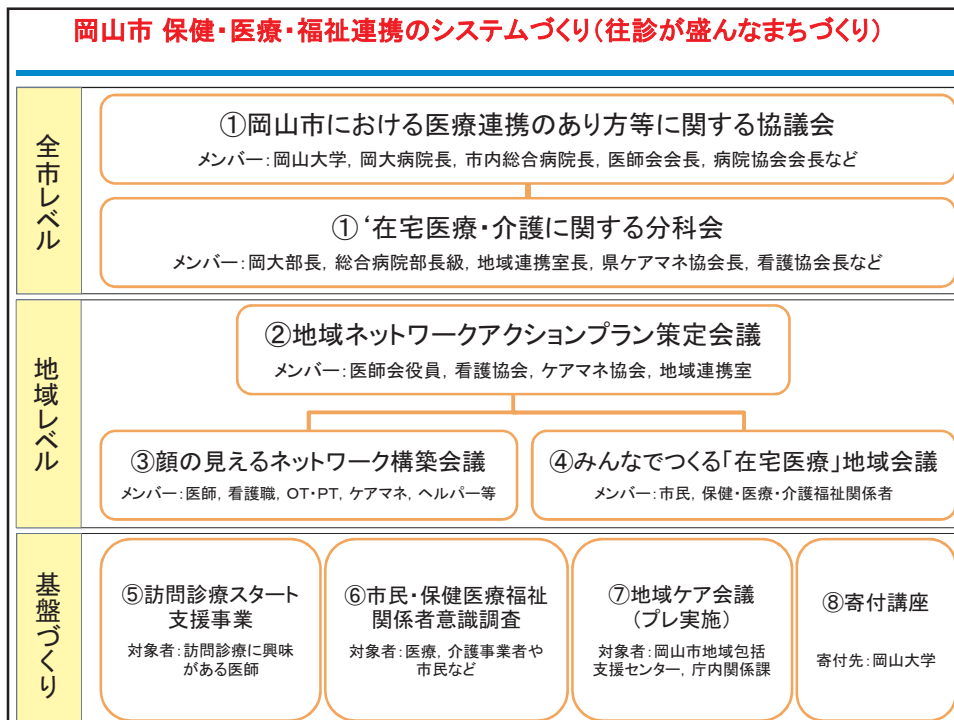 岡山市 保健・医療・福祉連携のシステムづくり(往診が盛んなまちづくり)
全市レベル
①岡山市における医療連携のあり方等に関する協議会
メンバー:岡山大学, 岡大病院長, 市内総合病院長, 医師会会長, 病院協会会長など
①‘在宅医療・介護に関する分科会
メンバー:岡大部長, 総合病院部長級, 地域連携室長, 県ケアマネ協会長, 看護協会長など
地域レベル
②地域ネットワークアクションプラン策定会議
メンバー:医師会役員, 看護協会, ケアマネ協会, 地域連携室
③顔の見えるネットワーク構築会議
メンバー:医師, 看護職, OT・PT, ケアマネ, ヘルパー等
④みんなでつくる「在宅医療」地域会議
メンバー:市民, 保健・医療・介護福祉関係者
基盤づくり
⑤訪問診療スタート
支援事業
対象者:訪問診療に興味
がある医師
⑥市民・保健医療福祉
関係者意識調査
対象者:医療, 介護事業者や
市民など
⑦地域ケア会議
(プレ実施)
対象者:岡山市地域包括
支援センター, 庁内関係課
⑧寄付講座
寄付先:岡山大学